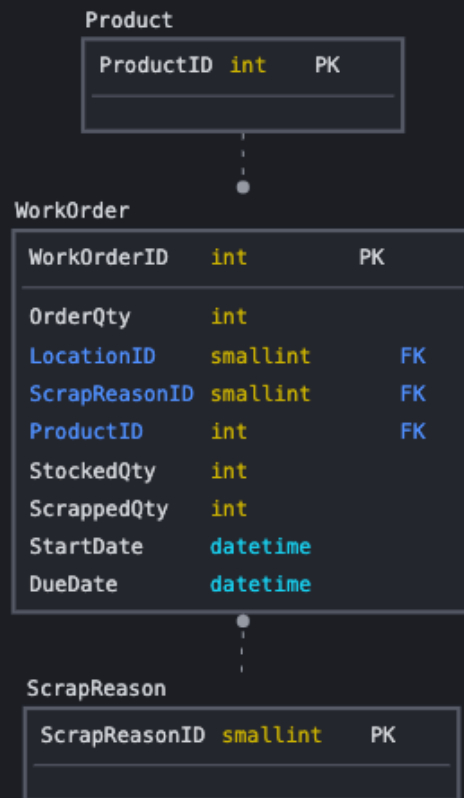 Product
ProductID int PK
WorkOrder
WorkOrderID int PK
OrderQty int
LocationID smallint FK
ScrapReasonID smallint FK
ProductID int FK
StockedQty int
ScrappedQty int
StartDate datetime
DueDate datetime
ScrapReason
ScrapReasonID smallint PK